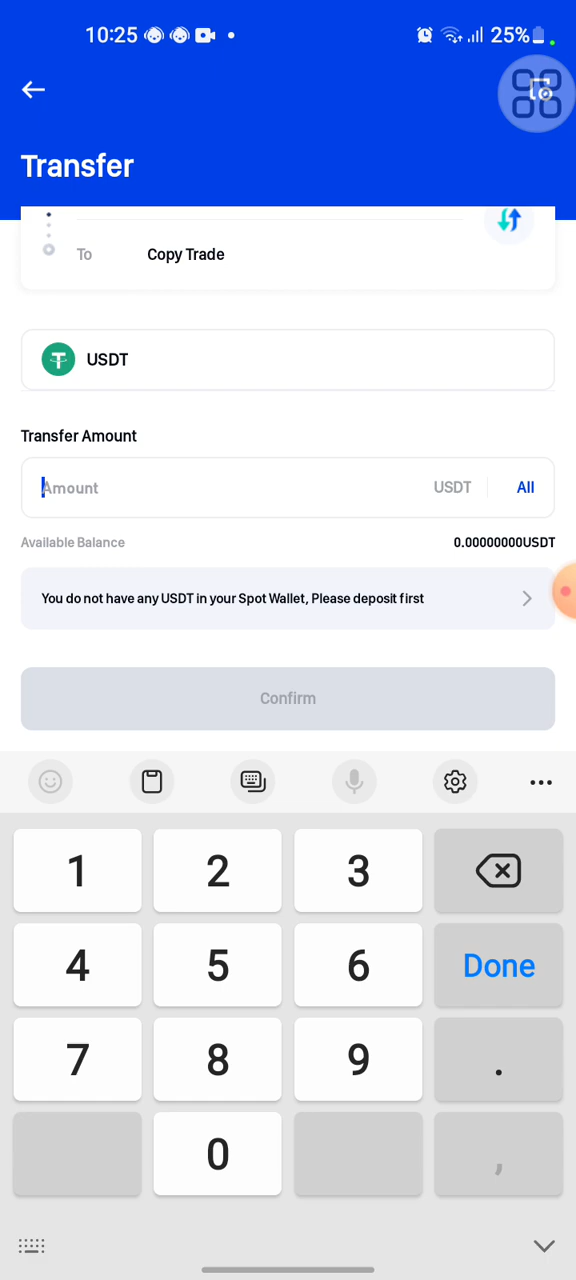 10:25
25%
Transfer
To Copy Trade
USDT
Transfer Amount
Amount USDT All
Available Balance 0.00000000USDT
You do not have any USDT in your Spot Wallet, Please deposit first
Confirm
1 2 3
4 5 6 Done
7 8 9 .
0 ,